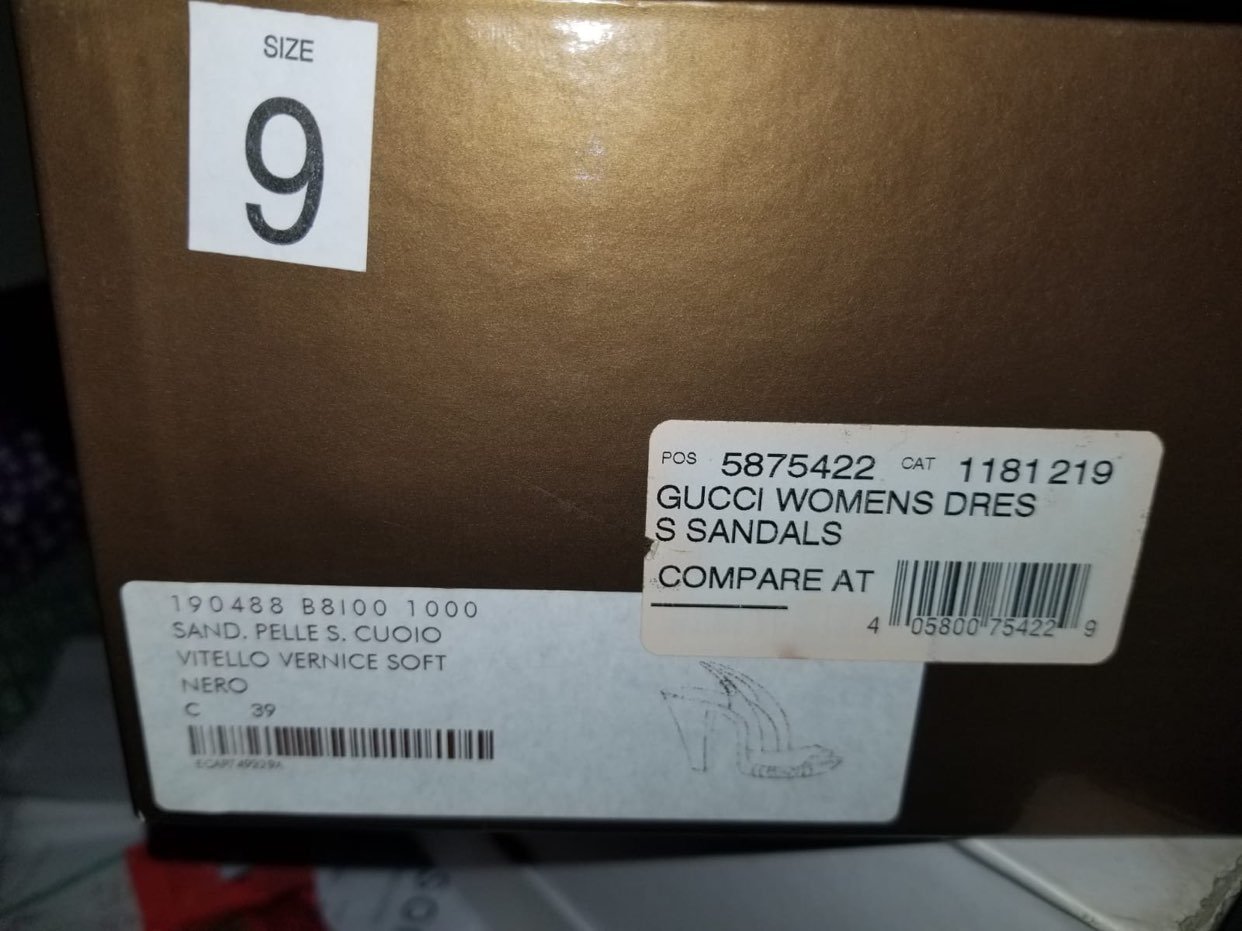 SIZE
9
POS 5875422 CAT 1181219
GUCCI WOMENS DRES
S SANDALS
COMPARE AT
4 05800 75422 9
190488 B8I00 1000
SAND. PELLE S. CUOIO
VITELLO VERNICE SOFT
NERO
C 39